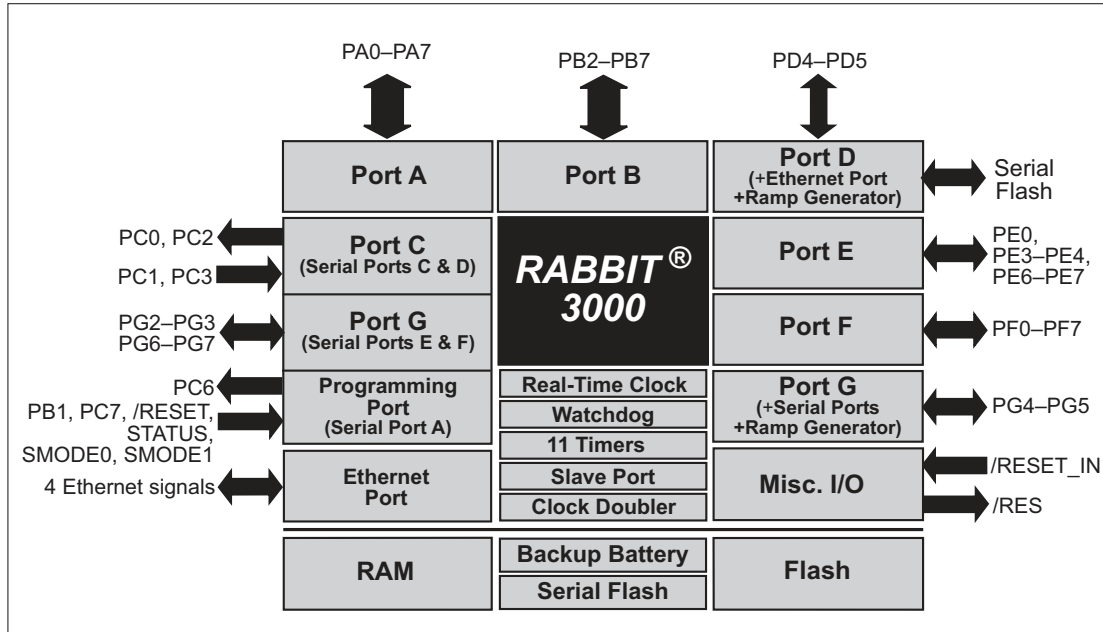 PA0–PA7
PB2–PB7
PD4–PD5
Port A
Port B
Port D
(+Ethernet Port
+Ramp Generator)
Serial
Flash
PC0, PC2
PC1, PC3
Port C
(Serial Ports C & D)
RABBIT ®
3000
Port E
PE0,
PE3–PE4,
PE6–PE7
PG2–PG3
PG6–PG7
Port G
(Serial Ports E & F)
Port F
PF0–PF7
PC6
PB1, PC7, /RESET,
STATUS,
SMODE0, SMODE1
Programming
Port
(Serial Port A)
Real-Time Clock
Watchdog
11 Timers
Slave Port
Clock Doubler
Port G
(+Serial Ports
+Ramp Generator)
PG4–PG5
4 Ethernet signals
Ethernet
Port
Misc. I/O
/RESET_IN
/RES
RAM
Backup Battery
Serial Flash
Flash